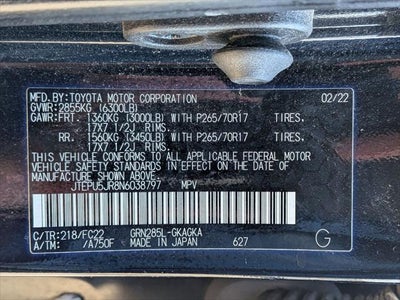 MFD.BY:TOYOTA MOTOR CORPORATION 02/22
GVWR:2855KG (6300LB)
GAWR:FRT. 1360KG (3000LB) WITH P265/70R17 TIRES,
17X7 1/2J RIMS.
RR. 1560KG (3450LB) WITH P265/70R17 TIRES,
17X7 1/2J RIMS.
THIS VEHICLE CONFORMS TO ALL APPLICABLE FEDERAL MOTOR
VEHICLE SAFETY STANDARDS IN EFFECT ON THE DATE OF
MANUFACTURE SHOWN ABOVE.
JTEPU5JR8N6038797 MPV
C/TR:218/FC22 GRN285L-GKAGKA
A/TM: /A750F MADE IN JAPAN 627 G